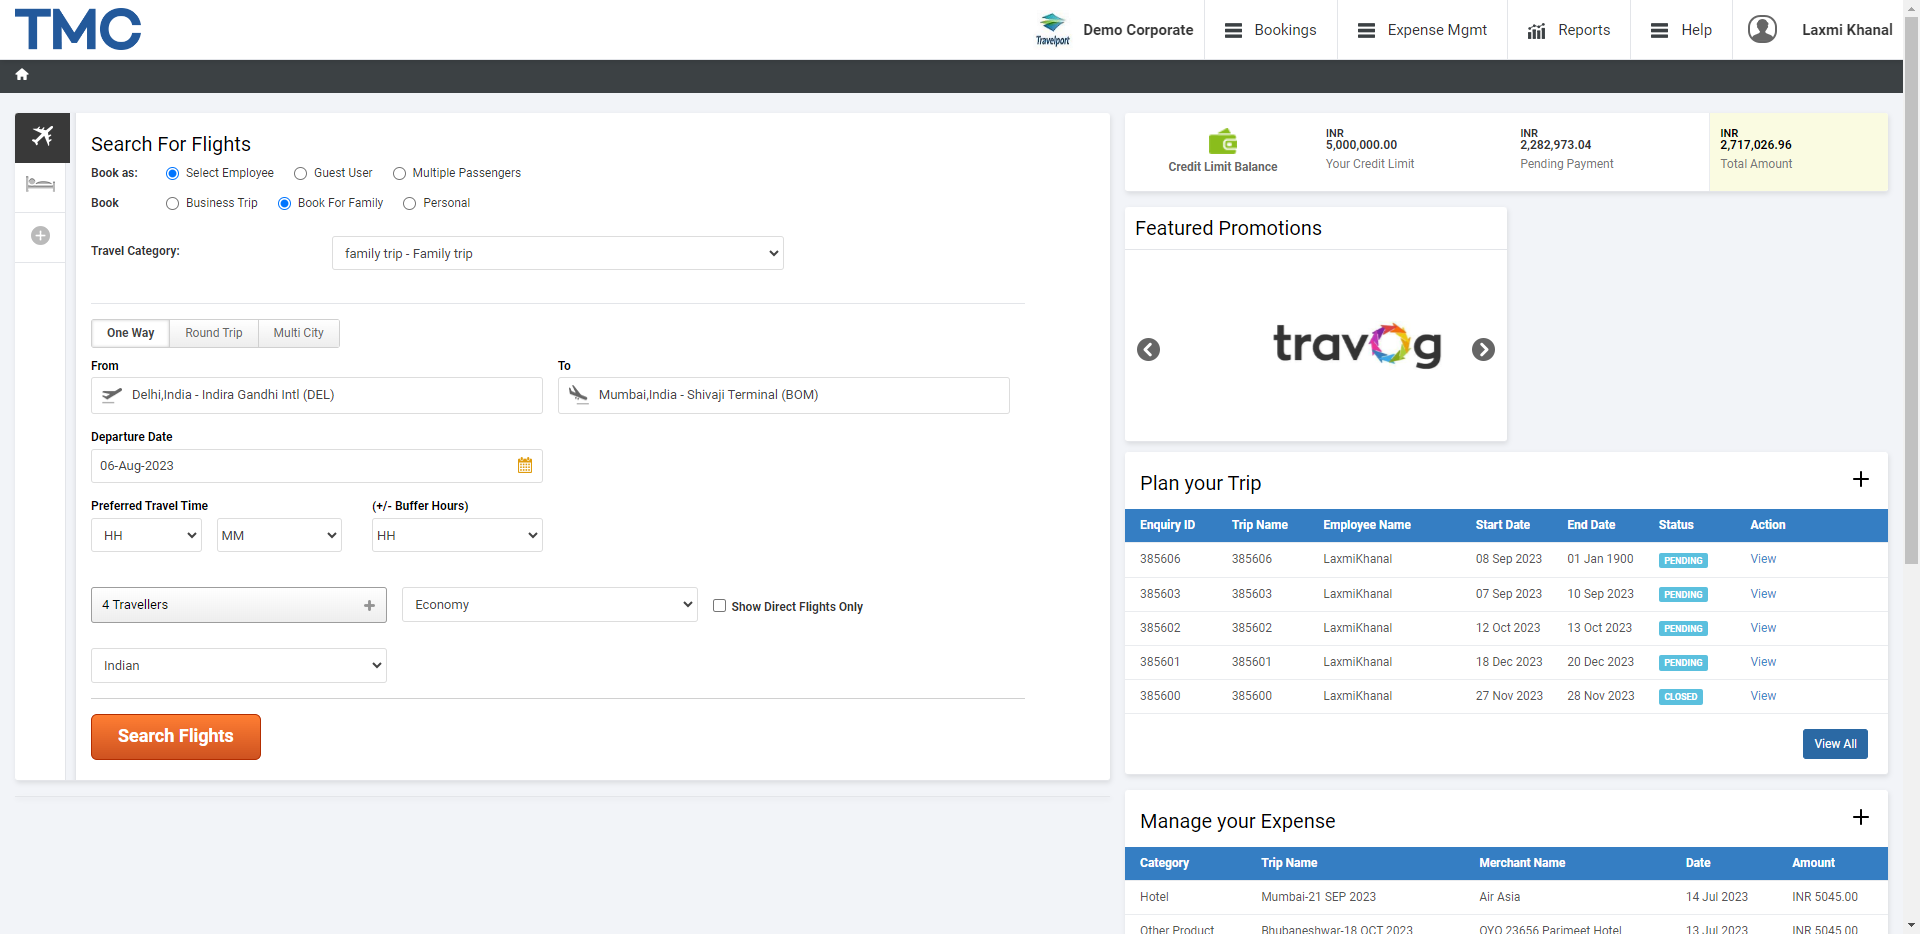 TMC
Travelport
Demo Corporate
Bookings
Expense Mgmt
Reports
Help
Laxmi Khanal
Search For Flights
Book as: Select Employee Guest User Multiple Passengers
Book Business Trip Book For Family Personal
Travel Category: family trip - Family trip
One Way Round Trip Multi City
From To
Delhi,India - Indira Gandhi Intl (DEL) Mumbai,India - Shivaji Terminal (BOM)
Departure Date
06-Aug-2023
Preferred Travel Time (+/- Buffer Hours)
HH MM HH
4 Travellers Economy Show Direct Flights Only
Indian
Search Flights
Credit Limit Balance
INR
5,000,000.00
Your Credit Limit
INR
2,282,973.04
Pending Payment
INR
2,717,026.96
Total Amount
Featured Promotions
travog
Plan your Trip
Enquiry ID Trip Name Employee Name Start Date End Date Status Action
385606 385606 LaxmiKhanal 08 Sep 2023 01 Jan 1900 PENDING View
385603 385603 LaxmiKhanal 07 Sep 2023 10 Sep 2023 PENDING View
385602 385602 LaxmiKhanal 12 Oct 2023 13 Oct 2023 PENDING View
385601 385601 LaxmiKhanal 18 Dec 2023 20 Dec 2023 PENDING View
385600 385600 LaxmiKhanal 27 Nov 2023 28 Nov 2023 CLOSED View
View All
Manage your Expense
Category Trip Name Merchant Name Date Amount
Hotel Mumbai-21 SEP 2023 Air Asia 14 Jul 2023 INR 5045.00
Other Product Bhubaneshwar-18 OCT 2023 OYO 23656 Parimeet Hotel 13 Jul 2023 INR 5045.00